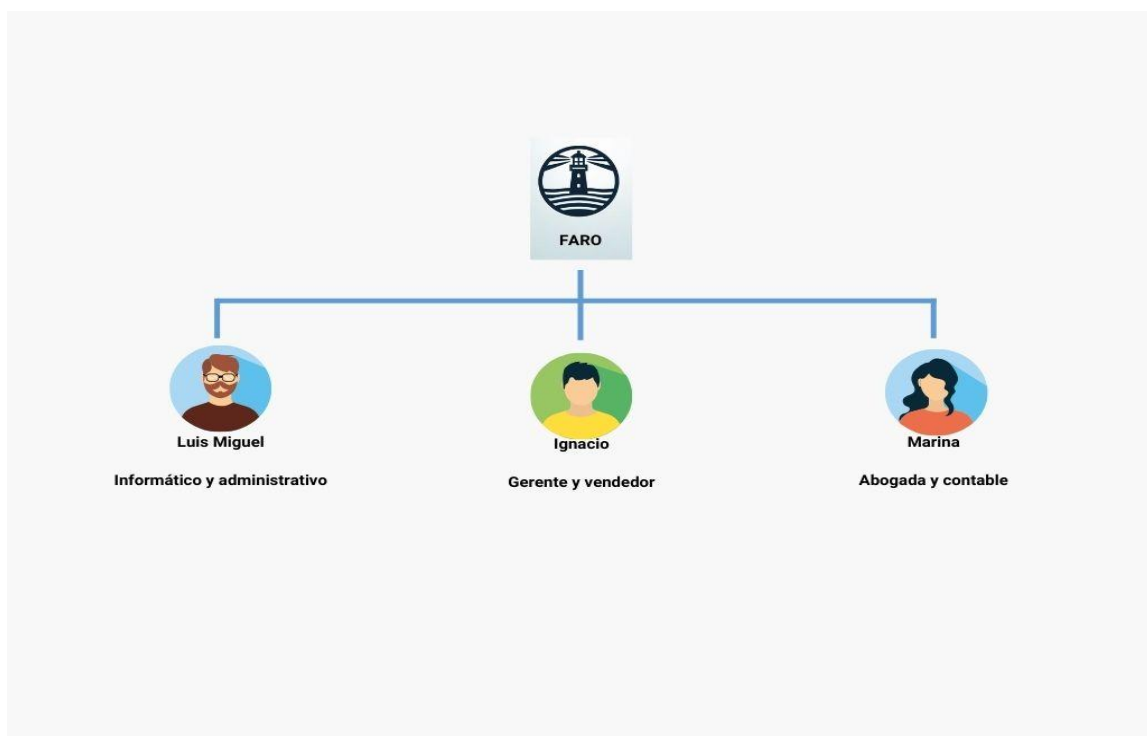 FARO
Luis Miguel
Informático y administrativo
Ignacio
Gerente y vendedor
Marina
Abogada y contable